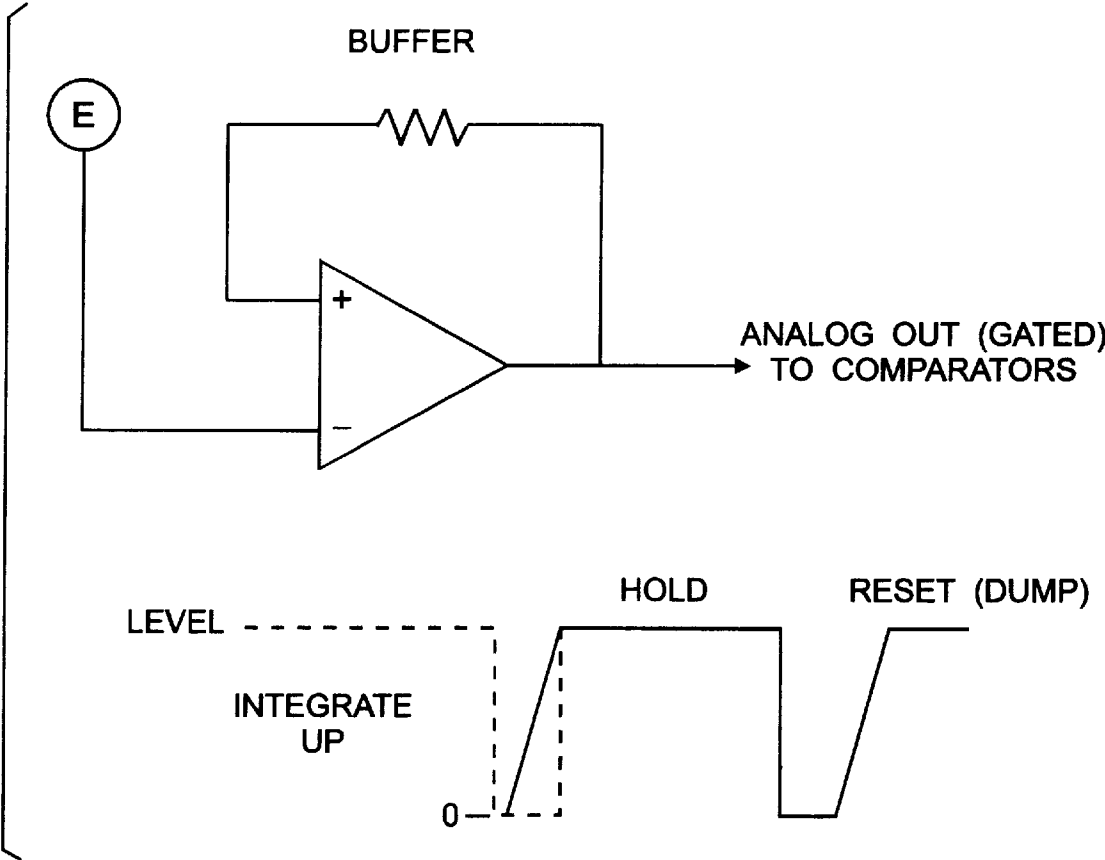 BUFFER
E
+
−
ANALOG OUT (GATED)
TO COMPARATORS
HOLD
RESET (DUMP)
LEVEL
INTEGRATE
UP
0